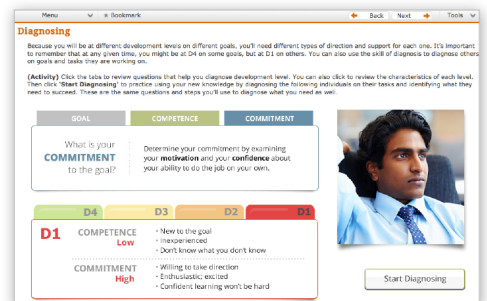 Menu ★ Bookmark Back Next Tools
Diagnosing
Because you will be at different development levels on different goals, you'll need different types of direction and support for each one. It's important
to remember that at any given time, you might be at D4 on some goals, but at D1 on others. You can also use the skill of diagnosis to diagnose others
on goals and tasks they are working on.
(Activity) Click the tabs to review questions that help you diagnose development level. You can also click to review the characteristics of each level.
Then click 'Start Diagnosing' to practice using your new knowledge by diagnosing the following individuals on their tasks and identifying what they
need to succeed. These are the same questions and steps you'll use to diagnose what you need as well.
GOAL COMPETENCE COMMITMENT
What is your
COMMITMENT
to the goal?
Determine your commitment by examining
your motivation and your confidence about
your ability to do the job on your own.
D4 D3 D2 D1
D1
COMPETENCE
Low
• New to the goal
• Inexperienced
• Don't know what you don't know
COMMITMENT
High
• Willing to take direction
• Enthusiastic; excited
• Confident learning won't be hard
Start Diagnosing